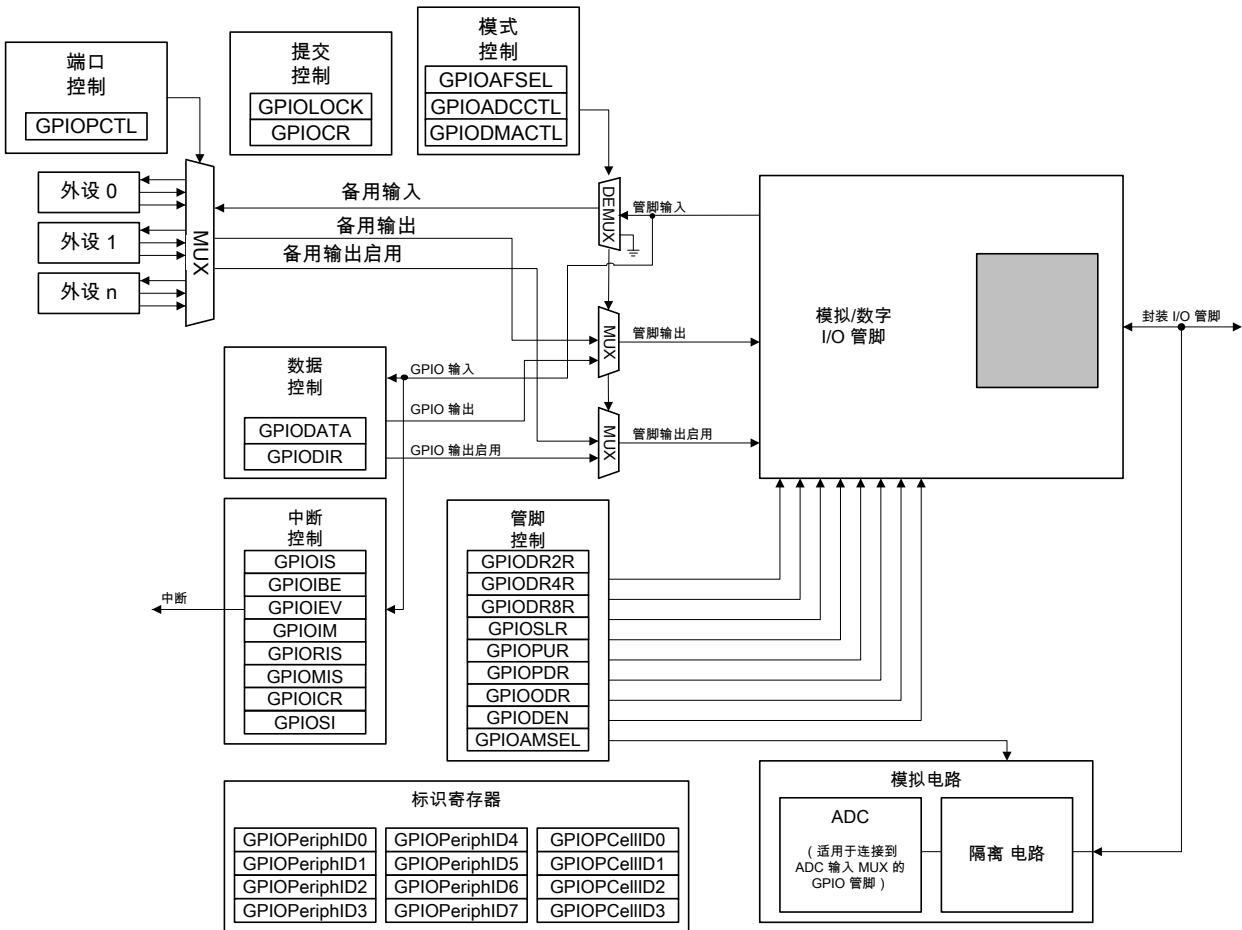 端口
控制
GPIOPCTL
提交
控制
GPIOLOCK
GPIOCR
模式
控制
GPIOAFSEL
GPIOADCCTL
GPIODMACTL
外设 0
外设 1
外设 n
MUX
备用输入
备用输出
备用输出启用
DEMUX
管脚输入
MUX
管脚输出
MUX
管脚输出启用
模拟/数字
I/O 管脚
封装 I/O 管脚
数据
控制
GPIODATA
GPIODIR
GPIO 输入
GPIO 输出
GPIO 输出启用
中断
控制
GPIOIS
GPIOIBE
GPIOIEV
GPIOIM
GPIORIS
GPIOMIS
GPIOICR
GPIOSI
中断
管脚
控制
GPIODR2R
GPIODR4R
GPIODR8R
GPIOSLR
GPIOPUR
GPIOPDR
GPIOODR
GPIODEN
GPIOAMSEL
模拟电路
ADC
（适用于连接到
ADC 输入 MUX 的
GPIO 管脚）
隔离 电路
标识寄存器
GPIOPeriphID0
GPIOPeriphID1
GPIOPeriphID2
GPIOPeriphID3
GPIOPeriphID4
GPIOPeriphID5
GPIOPeriphID6
GPIOPeriphID7
GPIOPCellID0
GPIOPCellID1
GPIOPCellID2
GPIOPCellID3